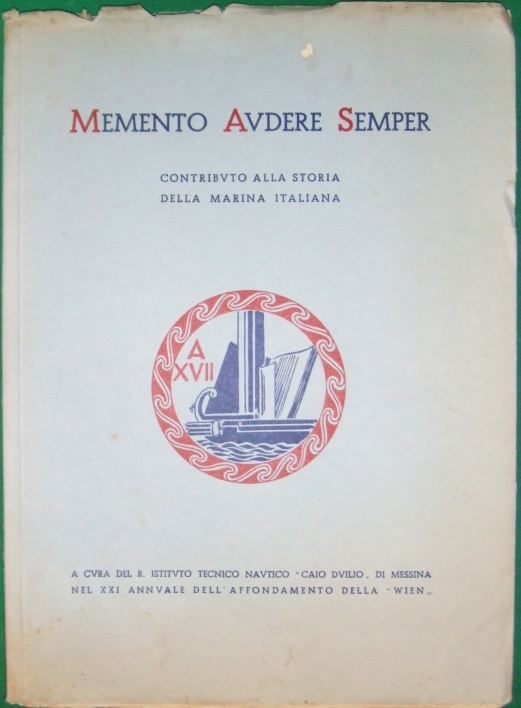 MEMENTO AVDERE SEMPER
CONTRIBVTO ALLA STORIA
DELLA MARINA ITALIANA
A
XVII
A CVRA DEL R. ISTITVTO TECNICO NAVTICO "CAIO DVILIO„ DI MESSINA
NEL XXI ANNVALE DELL'AFFONDAMENTO DELLA "WIEN„